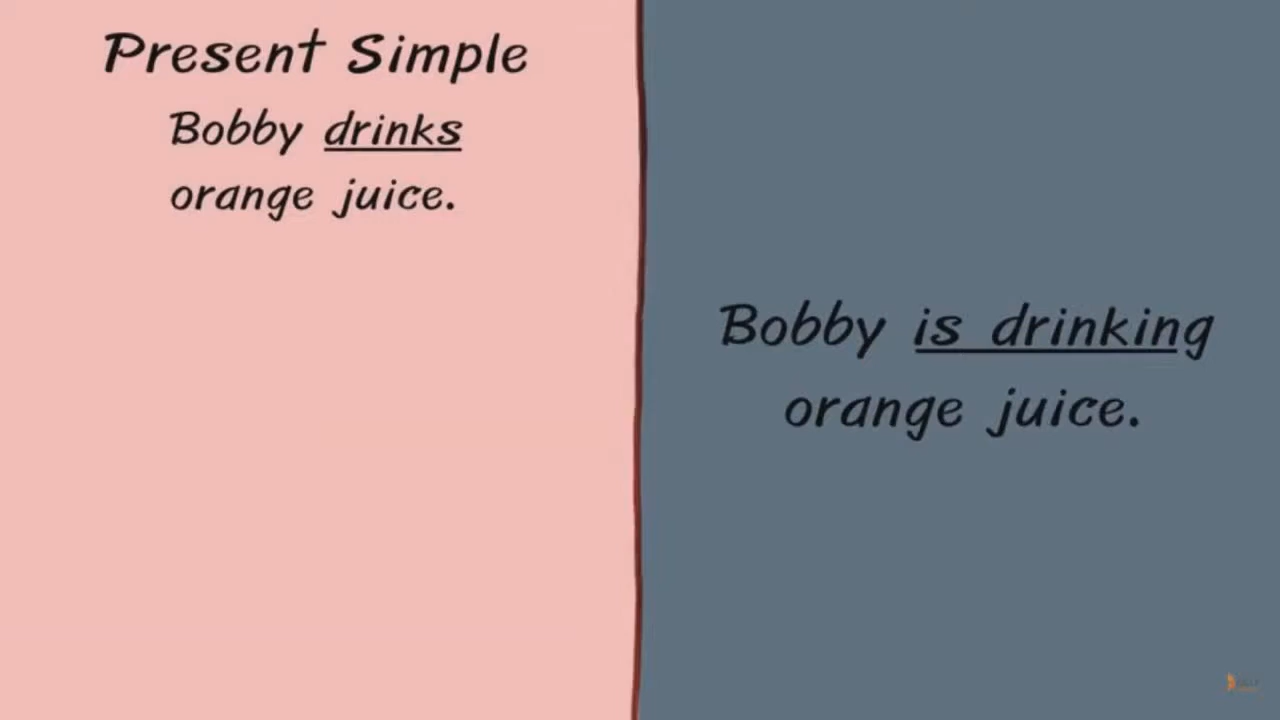 Present Simple
Bobby drinks
orange juice.
Bobby is drinking
orange juice.